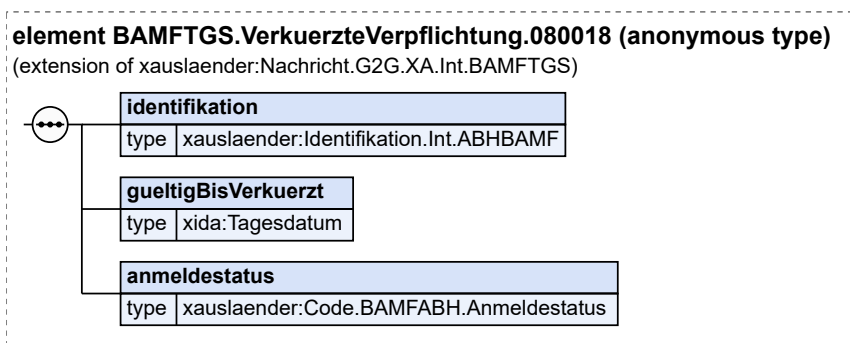 element BAMFTGS.VerkuerzteVerpflichtung.080018 (anonymous type)
(extension of xauslaender:Nachricht.G2G.XA.Int.BAMFTGS)
identifikation
type xauslaender:Identifikation.Int.ABHBAMF
gueltigBisVerkuerzt
type xida:Tagesdatum
anmeldestatus
type xauslaender:Code.BAMFABH.Anmeldestatus